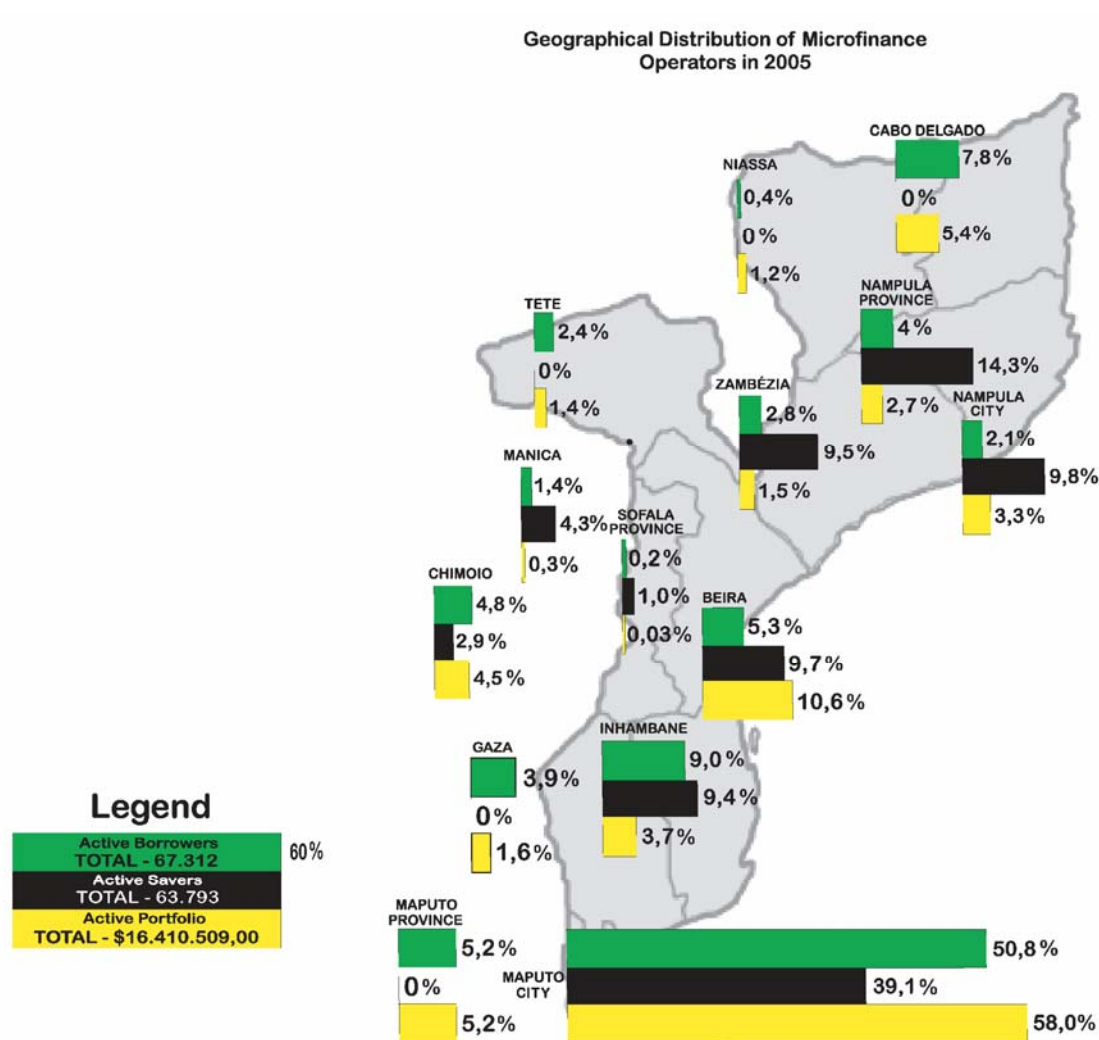 Geographical Distribution of Microfinance
Operators in 2005
CABO DELGADO
7,8%
0%
5,4%
NIASSA
0,4%
0%
1,2%
NAMPULA
PROVINCE
4%
14,3%
2,7%
TETE
2,4%
0%
1,4%
ZAMBÉZIA
2,8%
9,5%
1,5%
NAMPULA
CITY
2,1%
9,8%
3,3%
MANICA
1,4%
4,3%
0,3%
SOFALA
PROVINCE
0,2%
1,0%
0,03%
CHIMOIO
4,8%
2,9%
4,5%
BEIRA
5,3%
9,7%
10,6%
INHAMBANE
9,0%
9,4%
3,7%
GAZA
3,9%
0%
1,6%
Legend
Active Borrowers
TOTAL - 67.312
60%
Active Savers
TOTAL - 63.793
Active Portfolio
TOTAL - $16.410.509,00
MAPUTO
PROVINCE
5,2%
0%
5,2%
MAPUTO
CITY
50,8%
39,1%
58,0%